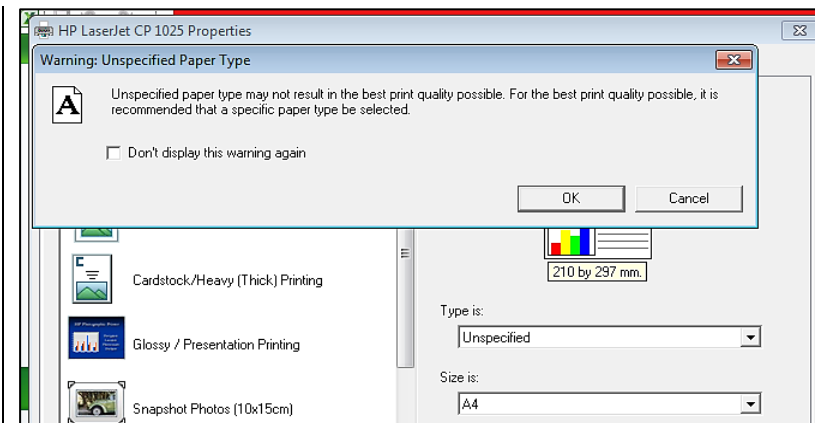 HP LaserJet CP 1025 Properties
Warning: Unspecified Paper Type
Unspecified paper type may not result in the best print quality possible. For the best print quality possible, it is
recommended that a specific paper type be selected.
Don't display this warning again
OK
Cancel
210 by 297 mm.
Cardstock/Heavy (Thick) Printing
Type is:
Unspecified
Glossy / Presentation Printing
Size is:
A4
Snapshot Photos (10x15cm)